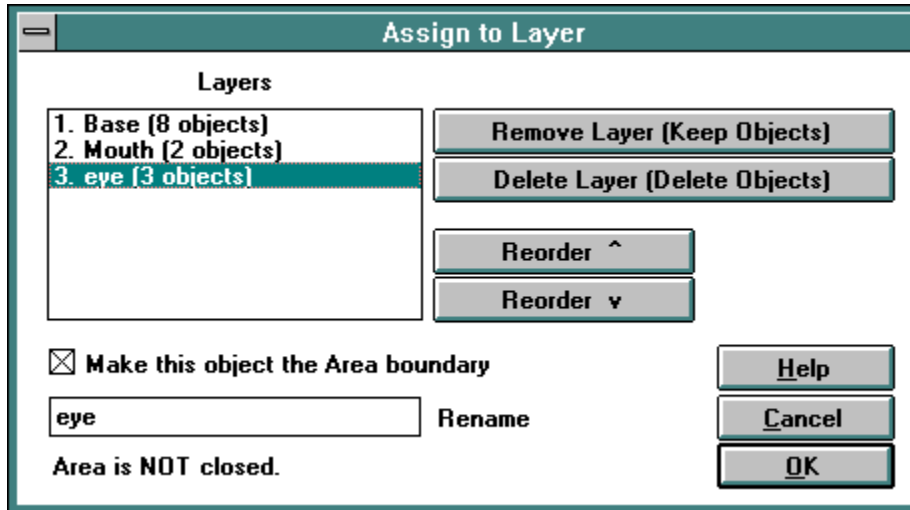 Assign to Layer
Layers
1. Base (8 objects)
2. Mouth (2 objects)
3. eye (3 objects)
Remove Layer (Keep Objects)
Delete Layer (Delete Objects)
Reorder ^
Reorder v
Make this object the Area boundary
Help
eye
Rename
Cancel
Area is NOT closed.
OK